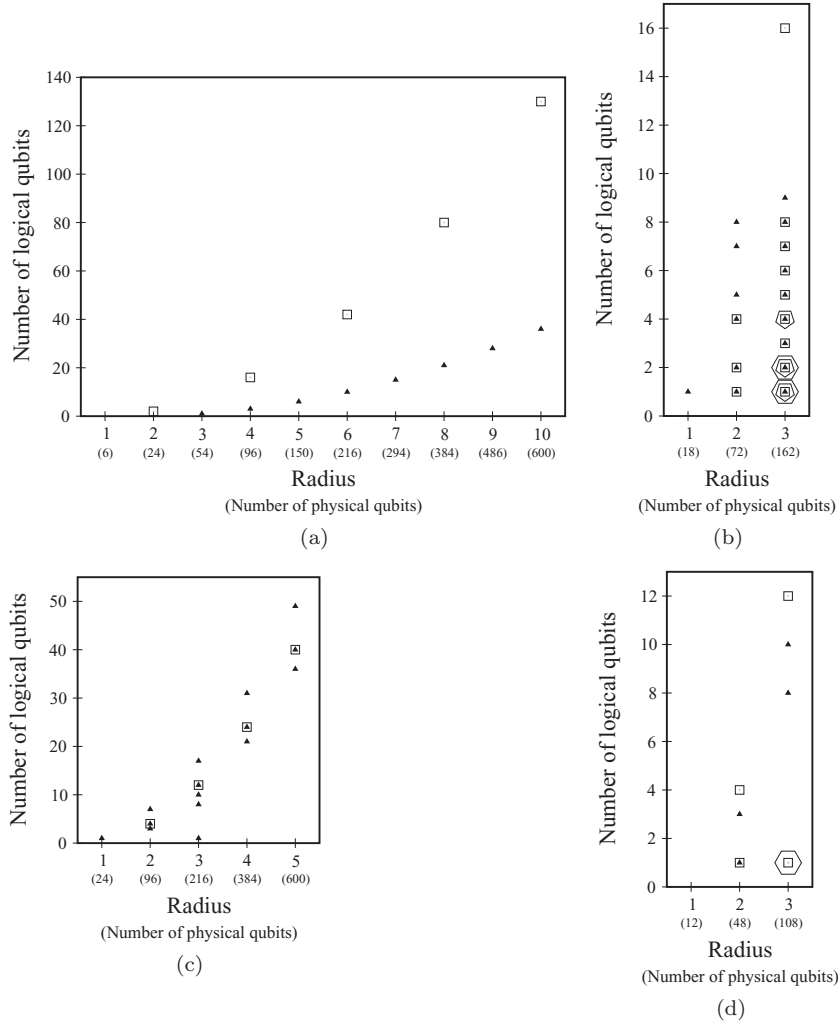 Number of logical qubits
140
120
100
80
60
40
20
0
1 2 3 4 5 6 7 8 9 10
(6) (24) (54) (96) (150) (216) (294) (384) (486) (600)
Radius
(Number of physical qubits)
(a)
Number of logical qubits
16
14
12
10
8
6
4
2
0
1 2 3
(18) (72) (162)
Radius
(Number of physical qubits)
(b)
Number of logical qubits
50
40
30
20
10
0
1 2 3 4 5
(24) (96) (216) (384) (600)
Radius
(Number of physical qubits)
(c)
Number of logical qubits
12
10
8
6
4
2
0
1 2 3
(12) (48) (108)
Radius
(Number of physical qubits)
(d)